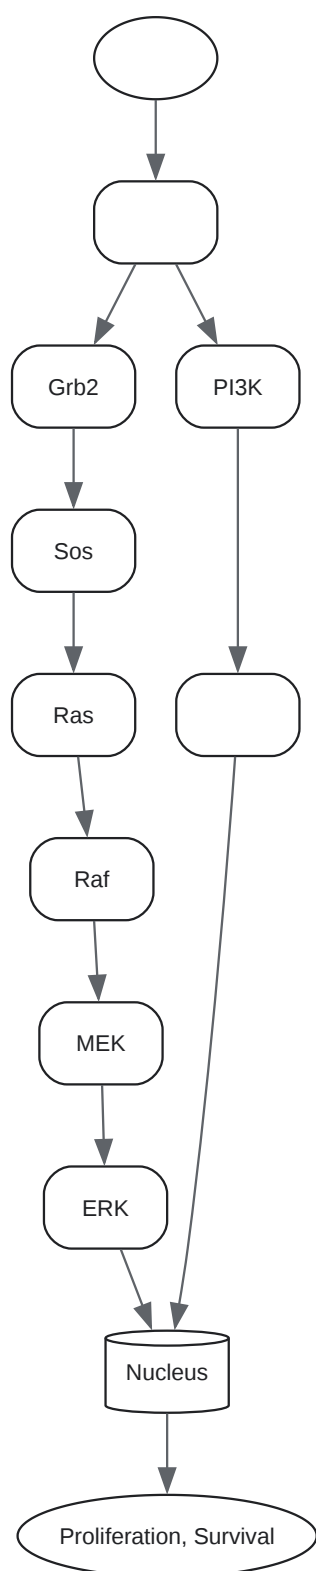 Grb2
PI3K
Sos
Ras
Raf
MEK
ERK
Nucleus
Proliferation, Survival